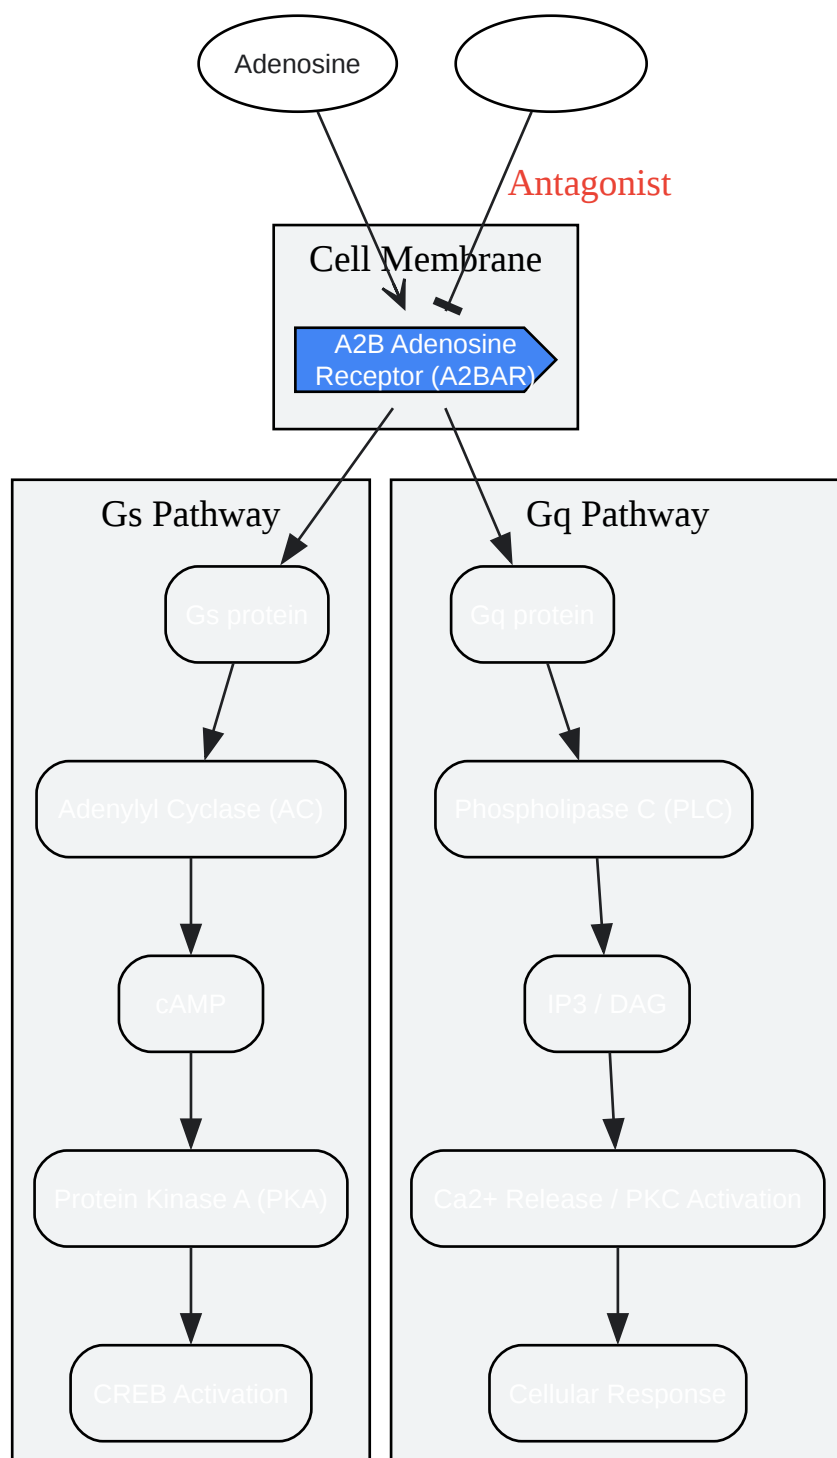 Adenosine
Antagonist
Cell Membrane
A2B Adenosine
Receptor (A2BAR)
Gs Pathway
Gq Pathway
Gs protein
Gq protein
Adenylyl Cyclase (AC)
Phospholipase C (PLC)
cAMP
IP3 / DAG
Protein Kinase A (PKA)
Ca2+ Release / PKC Activation
CREB Activation
Cellular Response